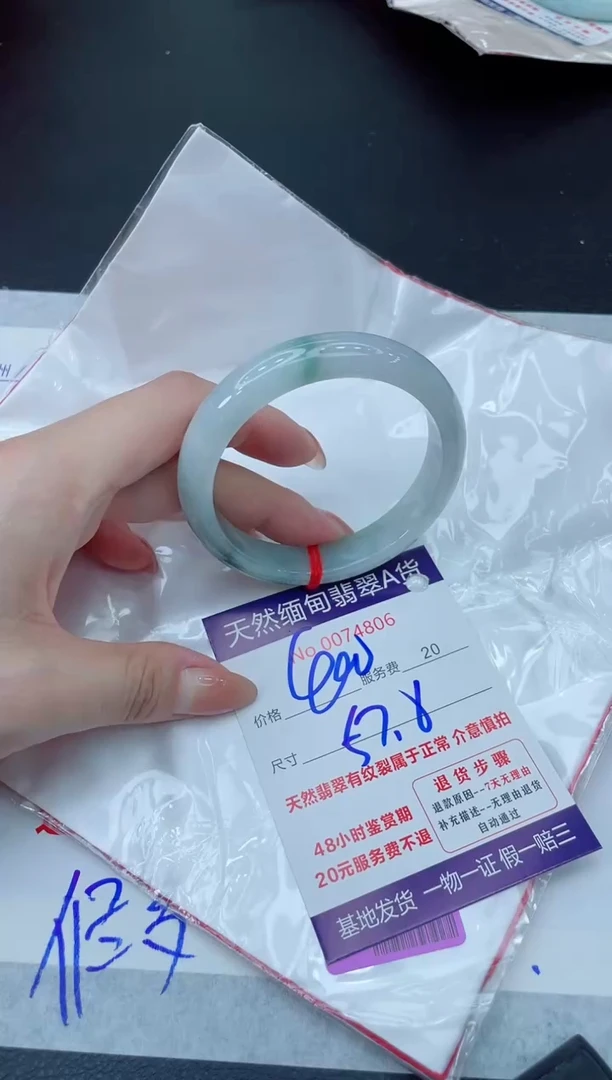 天然缅甸翡翠A货
No 0074806
价格 600 服务费 20
尺寸 57.8
天然翡翠有纹裂属于正常 介意慎拍
48小时鉴赏期
20元服务费不退
退货步骤
退款原因--7天无理由
补充描述--无理由退货
自动通过
基地发货 一物一证 假一赔三
州